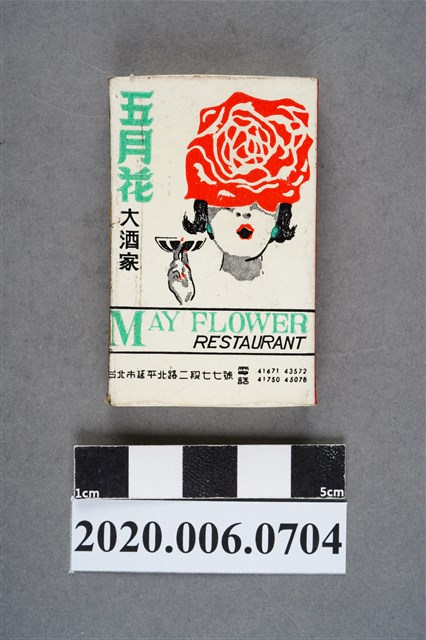 五月花
大酒家
MAY FLOWER
RESTAURANT
台北市延平北路二段七七號
電話 41671 43572
41750 45078
1cm 5cm
2020.006.0704